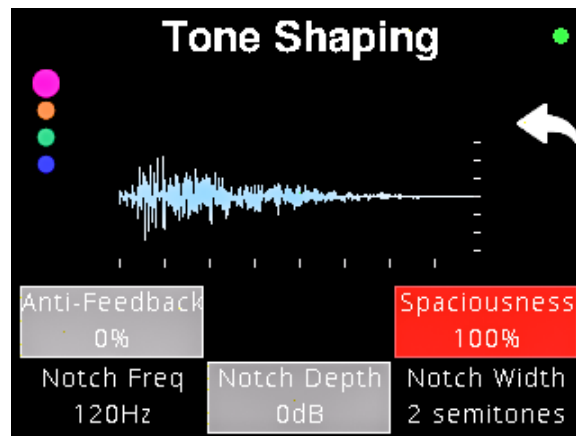 Tone Shaping
Anti-Feedback
0%
Spaciousness
100%
Notch Freq
120Hz
Notch Depth
0dB
Notch Width
2 semitones